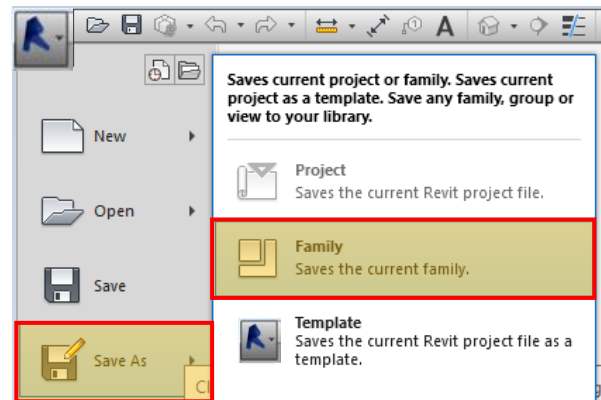 Saves current project or family. Saves current
project as a template. Save any family, group or
view to your library.
New
Project
Saves the current Revit project file.
Open
Family
Saves the current family.
Save
Template
Saves the current Revit project file as a
template.
Save As